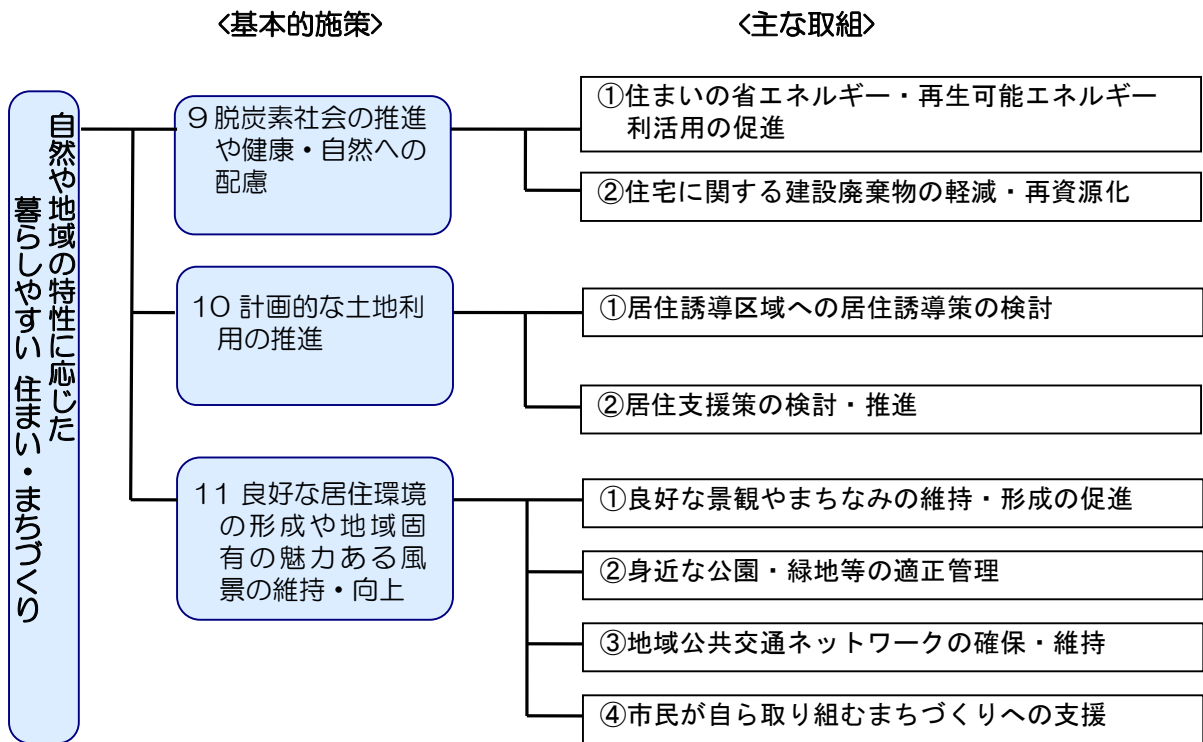 <基本的施策>
<主な取組>
自然や地域の特性に応じた
暮らしやすい 住まい・まちづくり
9 脱炭素社会の推進
や健康・自然への
配慮
①住まいの省エネルギー・再生可能エネルギー
利活用の促進
②住宅に関する建設廃棄物の軽減・再資源化
10 計画的な土地利
用の推進
①居住誘導区域への居住誘導策の検討
②居住支援策の検討・推進
11 良好な居住環境
の形成や地域固
有の魅力ある風
景の維持・向上
①良好な景観やまちなみの維持・形成の促進
②身近な公園・緑地等の適正管理
③地域公共交通ネットワークの確保・維持
④市民が自ら取り組むまちづくりへの支援